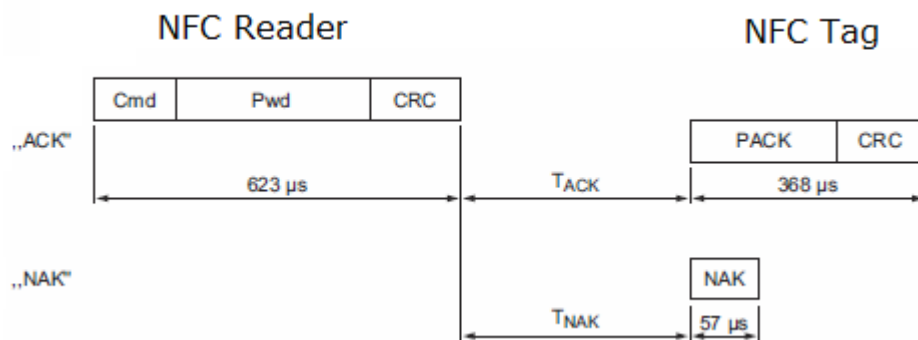 NFC Reader NFC Tag
Cmd Pwd CRC
„ACK" PACK CRC
623 µs TACK 368 µs
„NAK" NAK
TNAK 57 µs